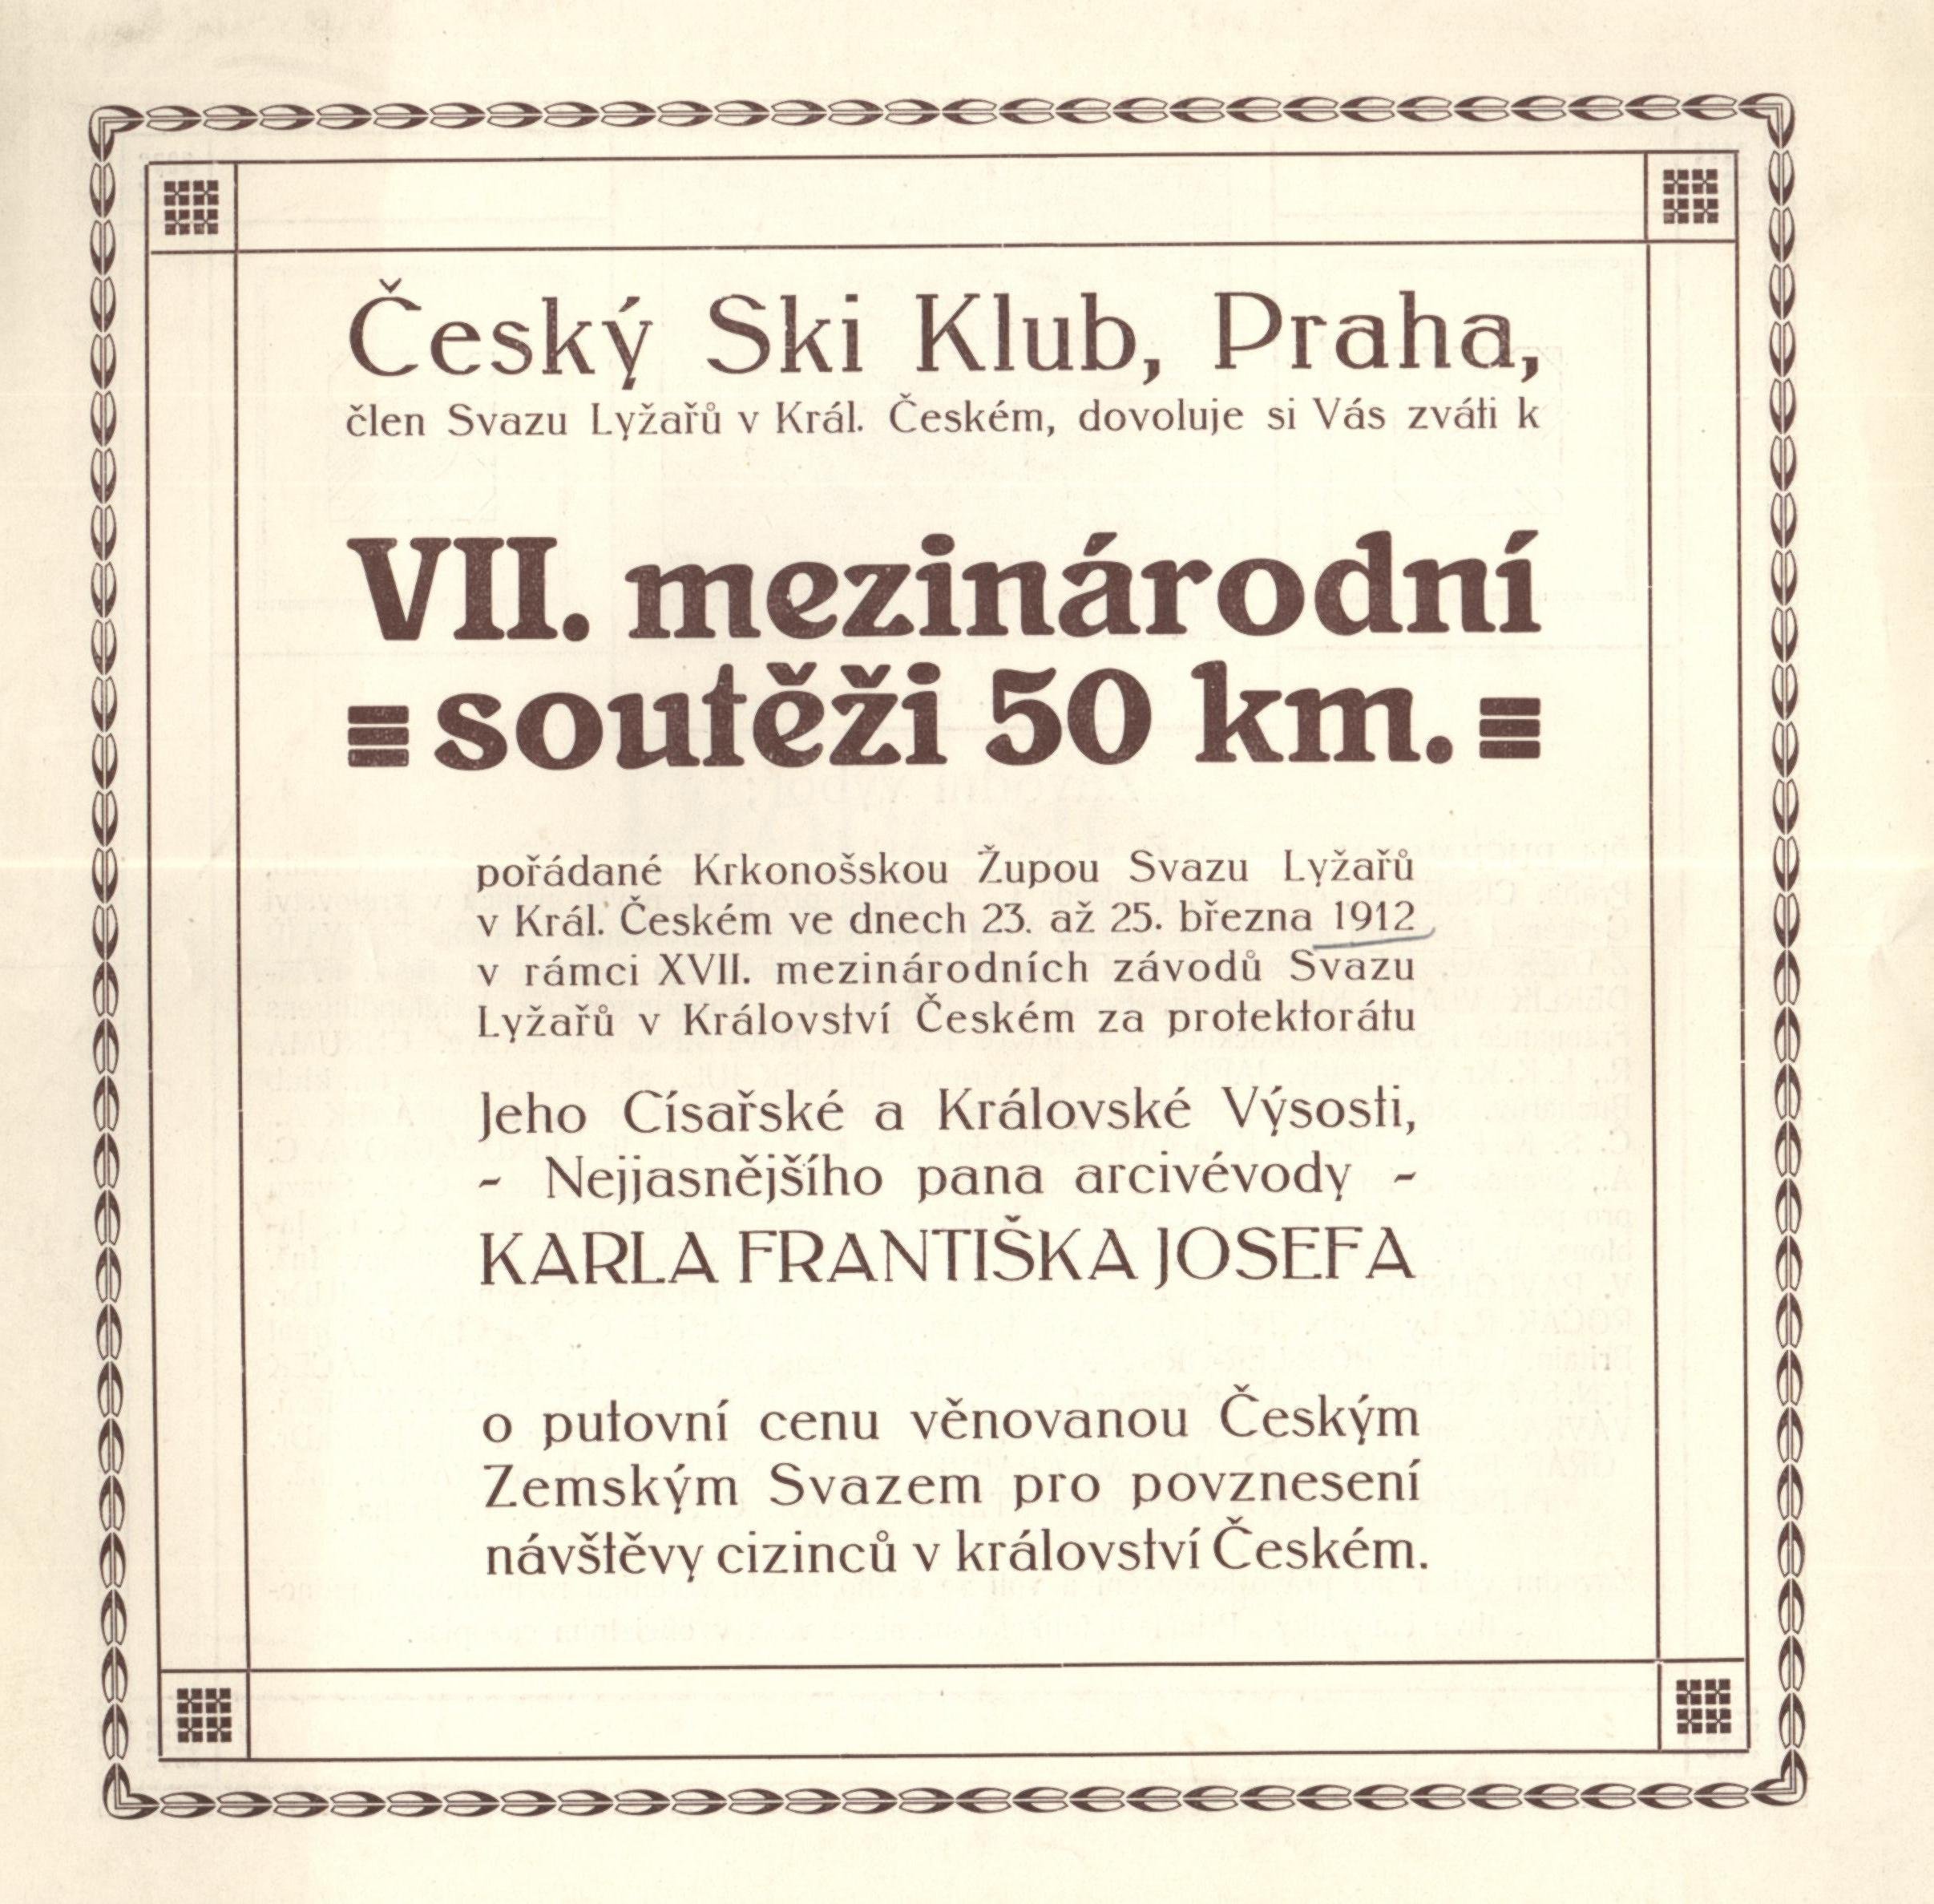 Český Ski Klub, Praha,
člen Svazu Lyžařů v Král. Českém, dovoluje si Vás zváti k
VII. mezinárodní
soutěži 50 km.
pořádané Krkonošskou Župou Svazu Lyžařů
v Král. Českém ve dnech 23. až 25. března 1912
v rámci XVII. mezinárodních závodů Svazu
Lyžařů v Království Českém za protektorátu
Jeho Císařské a Královské Výsosti,
- Nejjasnějšího pana arcivévody -
KARLA FRANTIŠKA JOSEFA
o putovní cenu věnovanou Českým
Zemským Svazem pro povznesení
návštěvy cizinců v království Českém.